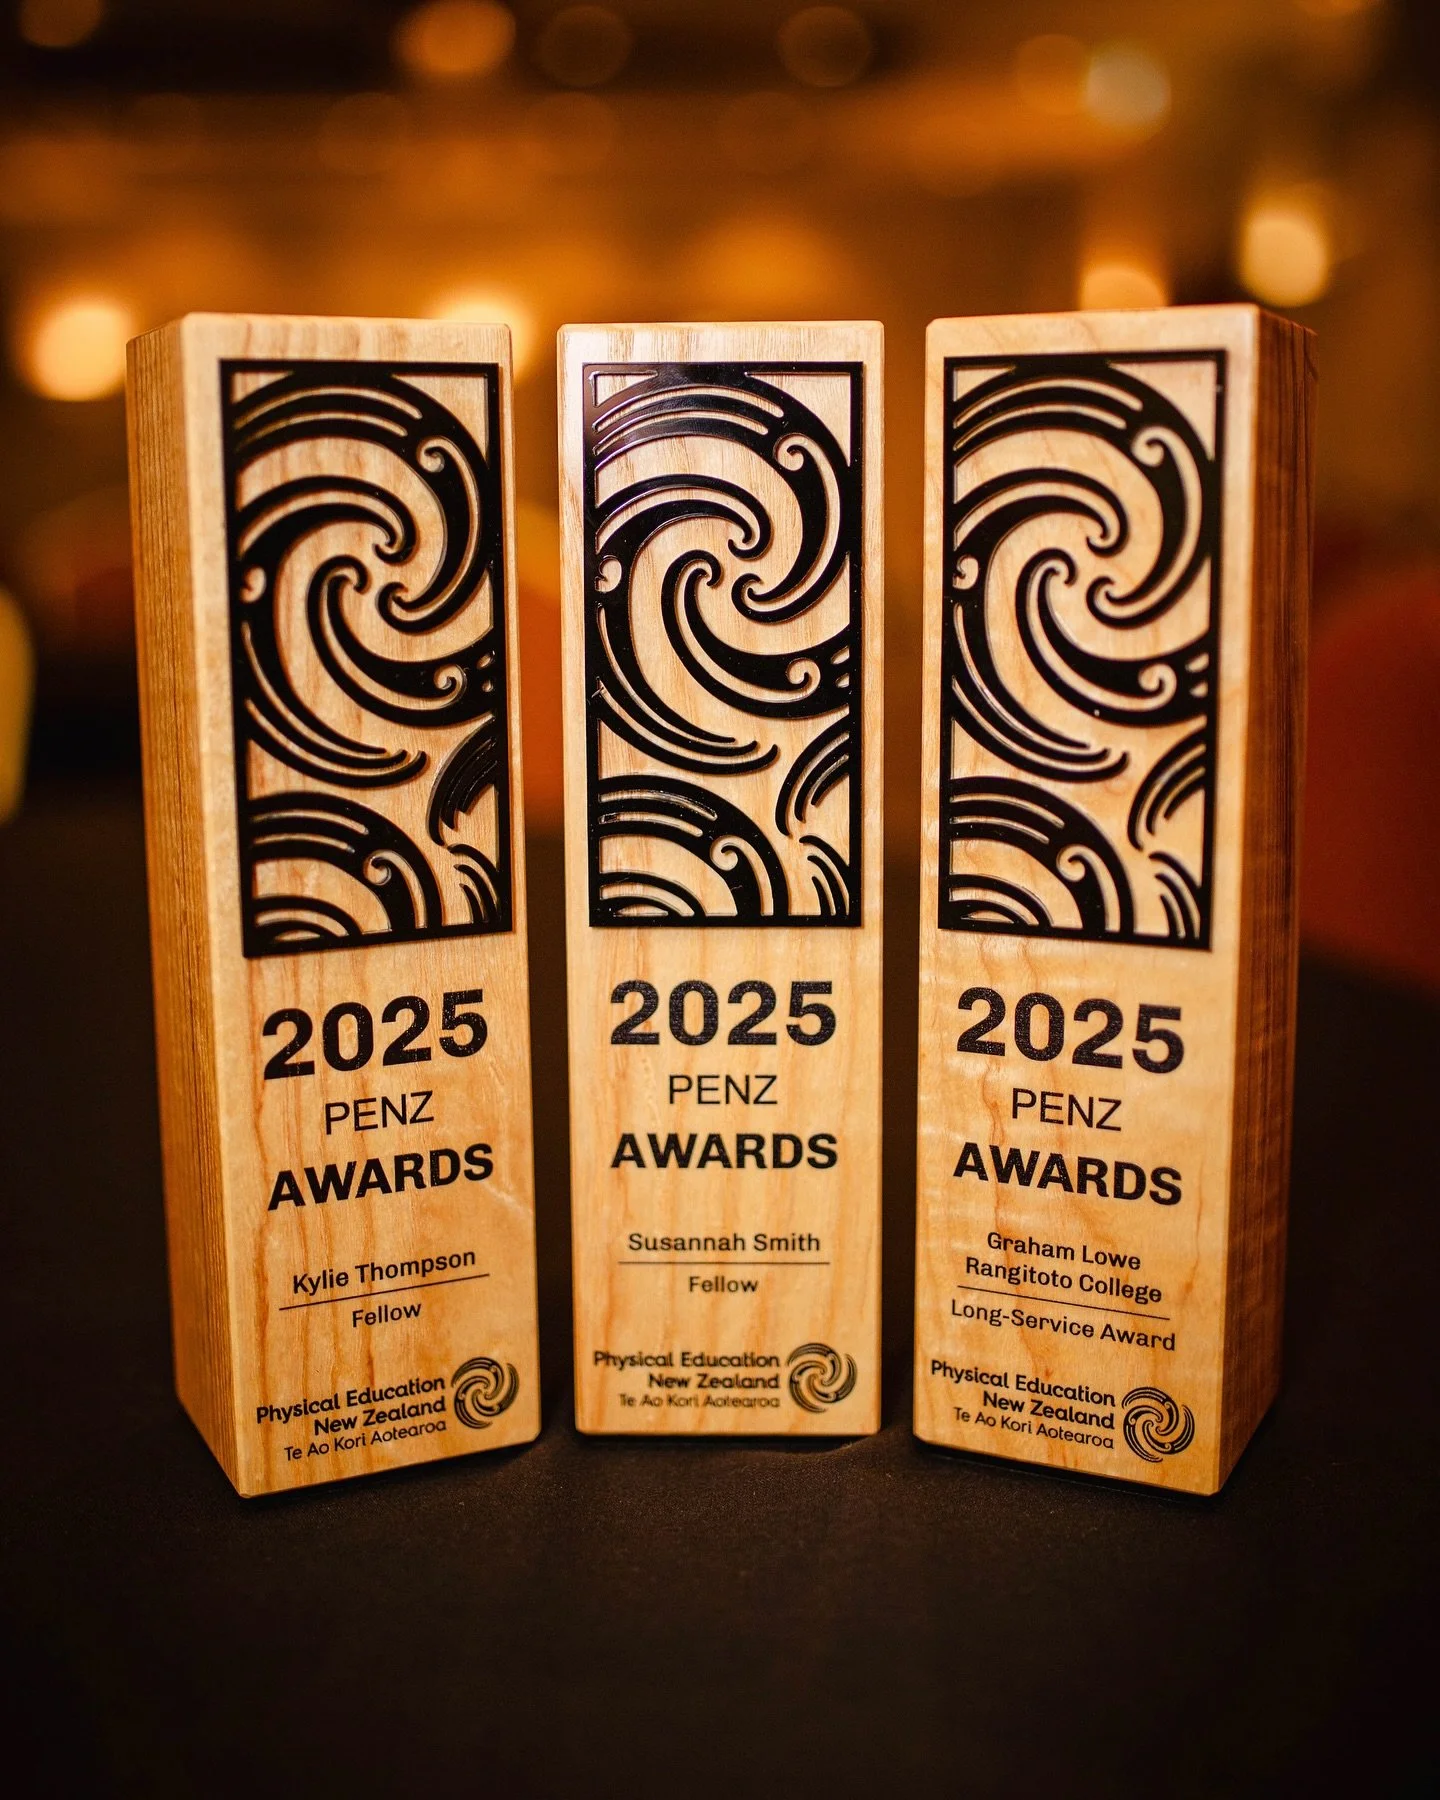 2025
PENZ
AWARDS
Kylie Thompson
Fellow
Physical Education
New Zealand
Te Ao Kori Aotearoa
2025
PENZ
AWARDS
Susannah Smith
Fellow
Physical Education
New Zealand
Te Ao Kori Aotearoa
2025
PENZ
AWARDS
Graham Lowe
Rangitoto College
Long-Service Award
Physical Education
New Zealand
Te Ao Kori Aotearoa